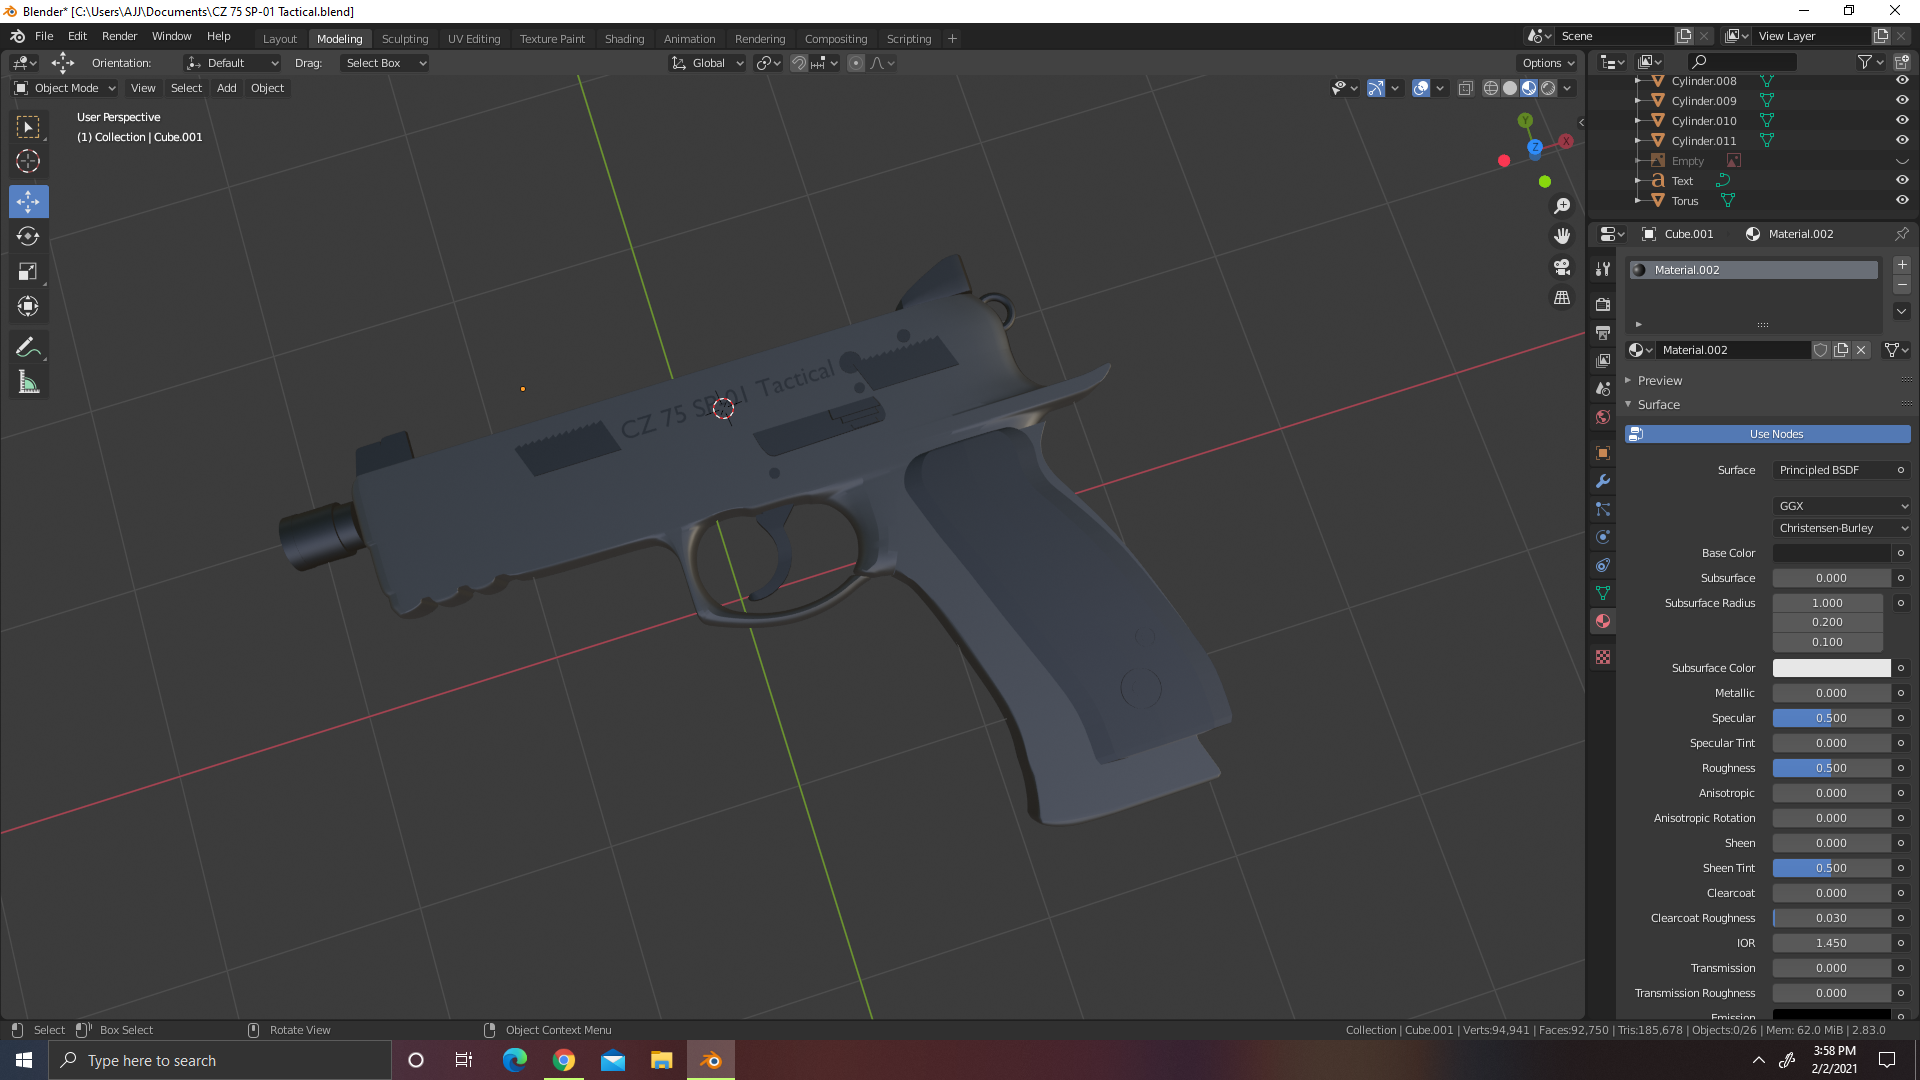 Blender* [C:\Users\AJJ\Documents\CZ 75 SP-01 Tactical.blend]
File Edit Render Window Help Layout Modeling Sculpting UV Editing Texture Paint Shading Animation Rendering Compositing Scripting + Scene View Layer
Orientation: Default Drag: Select Box Global Options
Object Mode View Select Add Object
User Perspective
(1) Collection | Cube.001
Y
X
Z
CZ 75 SP-01 Tactical
Cylinder.008
Cylinder.009
Cylinder.010
Cylinder.011
Empty
Text
Torus
Cube.001 Material.002
Material.002
Material.002
Preview
Surface
Use Nodes
Surface Principled BSDF
GGX
Christensen-Burley
Base Color
Subsurface 0.000
Subsurface Radius 1.000
0.200
0.100
Subsurface Color
Metallic 0.000
Specular 0.500
Specular Tint 0.000
Roughness 0.500
Anisotropic 0.000
Anisotropic Rotation 0.000
Sheen 0.000
Sheen Tint 0.500
Clearcoat 0.000
Clearcoat Roughness 0.030
IOR 1.450
Transmission 0.000
Transmission Roughness 0.000
Emission
Select Box Select Rotate View Object Context Menu Collection | Cube.001 | Verts:94,941 | Faces:92,750 | Tris:185,678 | Objects:0/26 | Mem: 62.0 MiB | 2.83.0
Type here to search
3:58 PM
2/2/2021